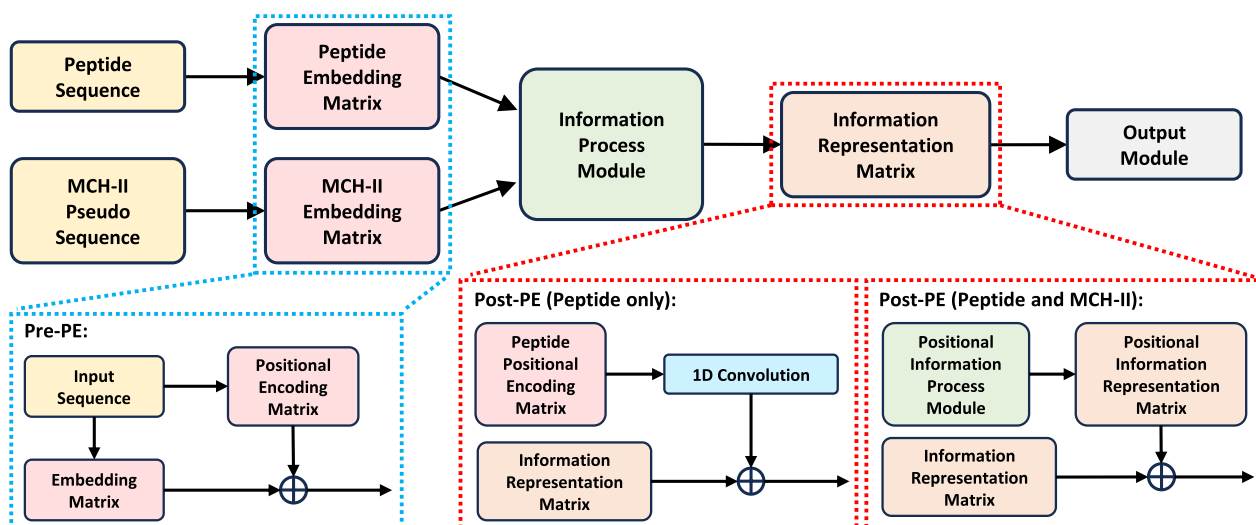 Peptide
Sequence
Peptide
Embedding
Matrix
MCH-II
Pseudo
Sequence
MCH-II
Embedding
Matrix
Information
Process
Module
Information
Representation
Matrix
Output
Module
Pre-PE:
Input
Sequence
Positional
Encoding
Matrix
Embedding
Matrix
Post-PE (Peptide only):
Peptide
Positional
Encoding
Matrix
1D Convolution
Information
Representation
Matrix
Post-PE (Peptide and MCH-II):
Positional
Information
Process
Module
Positional
Information
Representation
Matrix
Information
Representation
Matrix